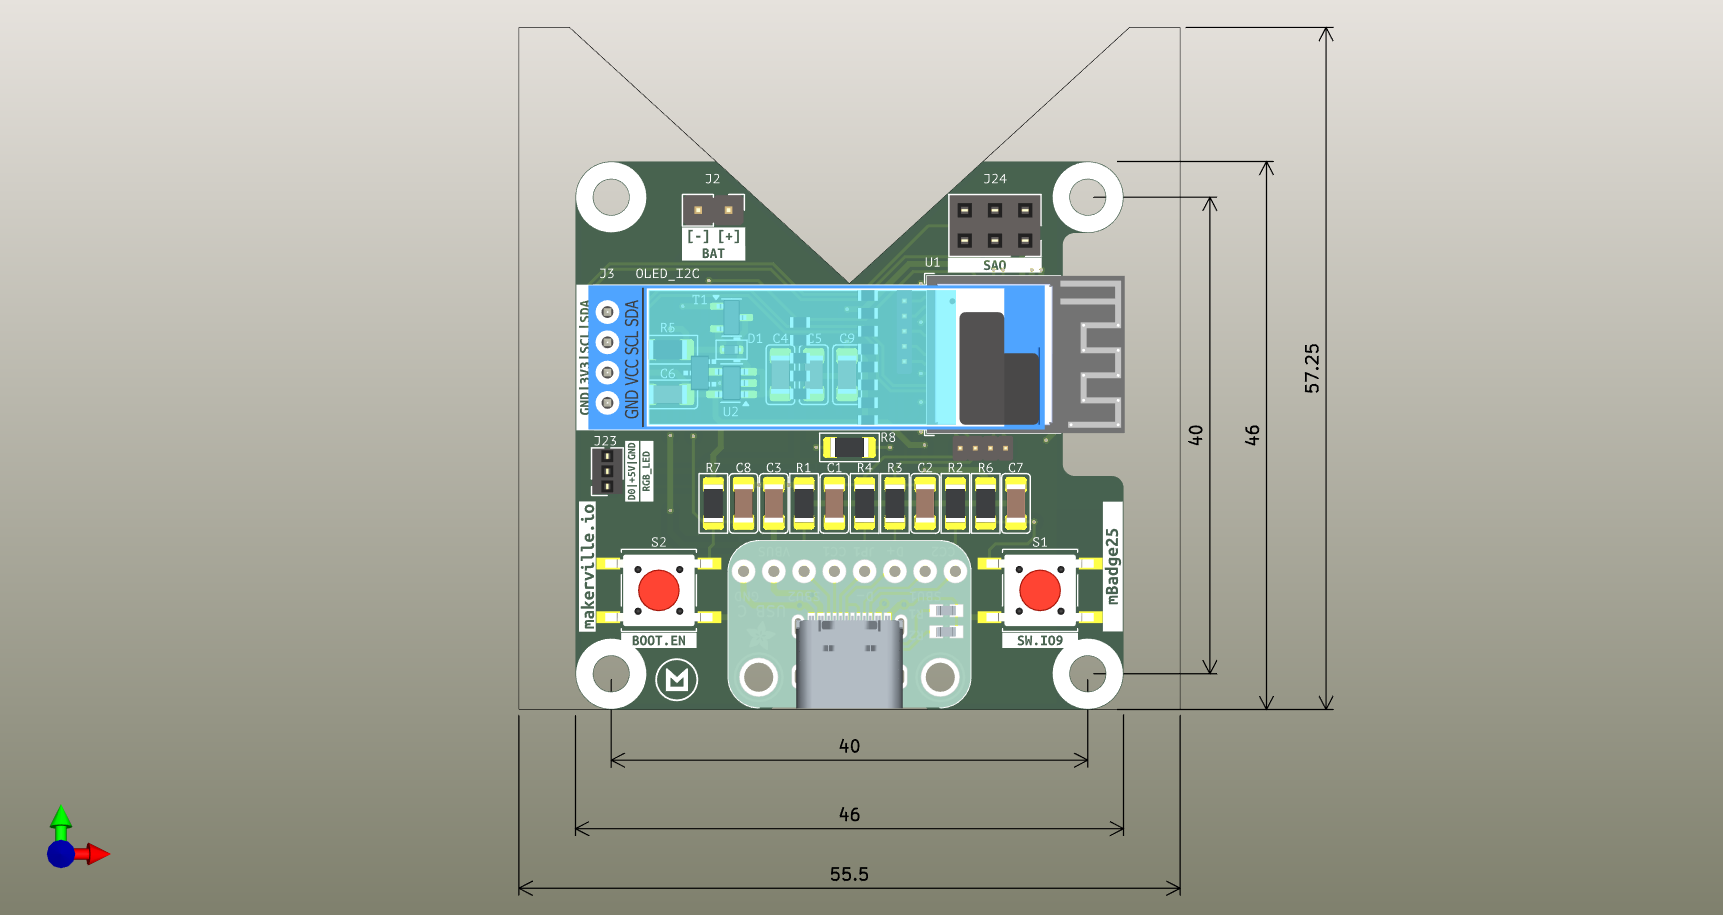 J2
[-] [+]
BAT
J24
SAO
U1
J3 OLED_I2C
GND|3V3|SCL|SDA
GND VCC SCL SDA
T1
R5
D1
C4
C5
C9
C6
U2
J23
D0|+5V|GND
RGB_LED
R8
R7 C8 C3 R1 C1 R4 R3 C2 R2 R6 C7
makerville.io
mBadge25
S2
BOOT.EN
S1
SW.IO9
40
46
57.25
40
46
55.5